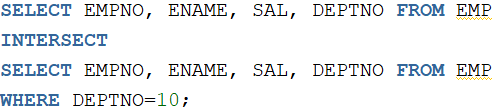 SELECT EMPNO, ENAME, SAL, DEPTNO FROM EMP
INTERSECT
SELECT EMPNO, ENAME, SAL, DEPTNO FROM EMP
WHERE DEPTNO=10;